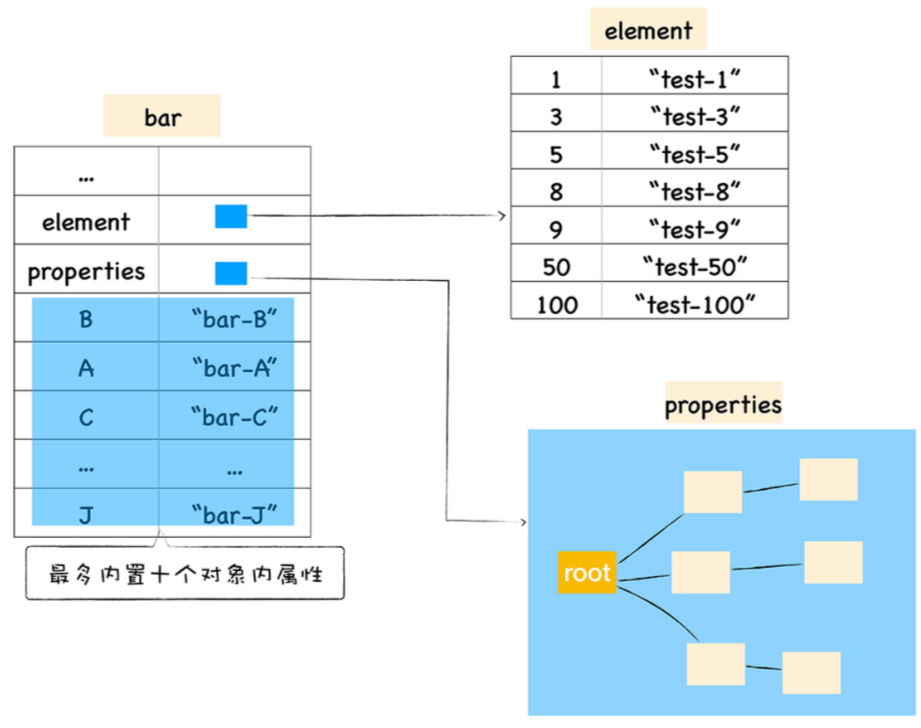 bar
...
element
properties
B "bar-B"
A "bar-A"
C "bar-C"
... ...
J "bar-J"
最多内置十个对象内属性
element
1 "test-1"
3 "test-3"
5 "test-5"
8 "test-8"
9 "test-9"
50 "test-50"
100 "test-100"
properties
root